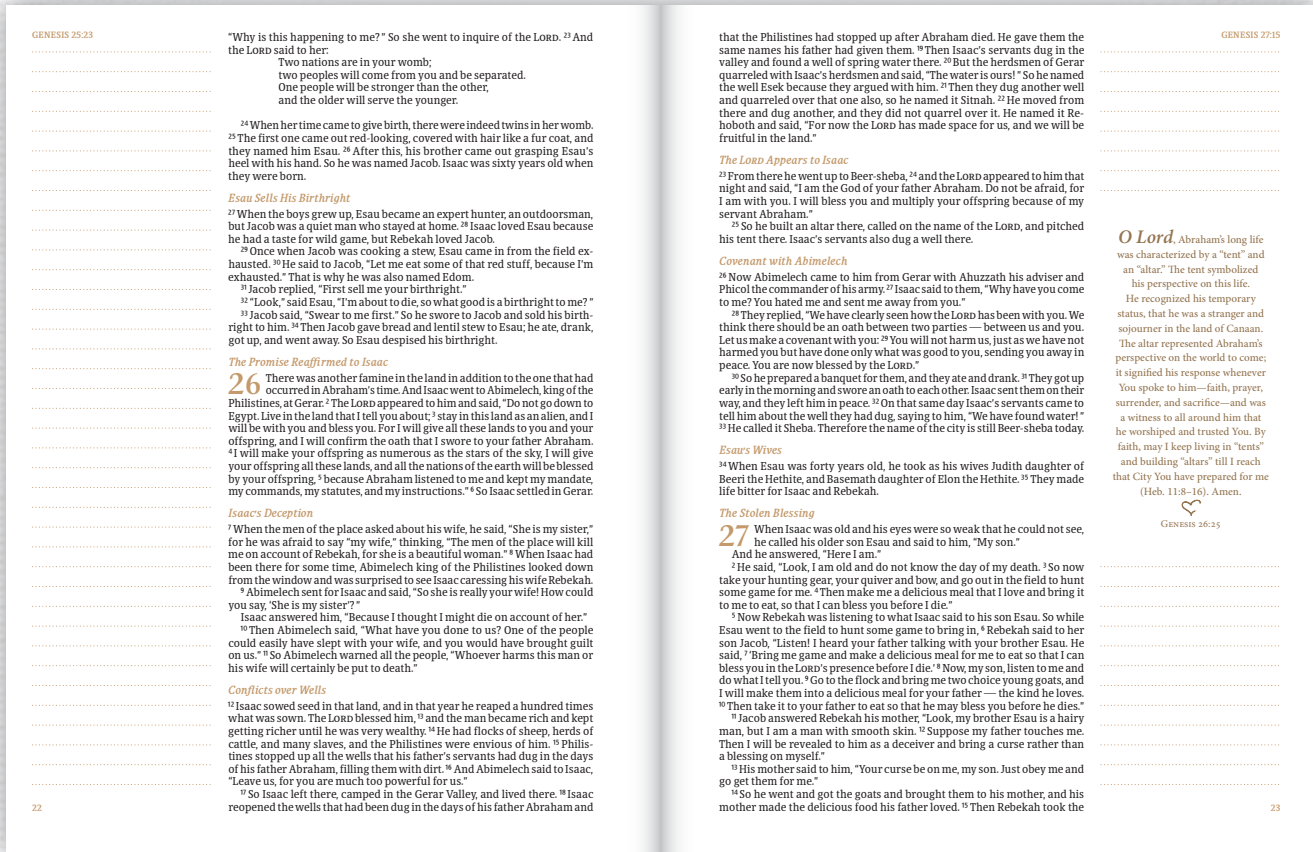 GENESIS 25:23
“Why is this happening to me?” So she went to inquire of the LORD. 23 And
the LORD said to her:
Two nations are in your womb;
two peoples will come from you and be separated.
One people will be stronger than the other,
and the older will serve the younger.
24 When her time came to give birth, there were indeed twins in her womb.
25 The first one came out red-looking, covered with hair like a fur coat, and
they named him Esau. 26 After this, his brother came out grasping Esau’s
heel with his hand. So he was named Jacob. Isaac was sixty years old when
they were born.
Esau Sells His Birthright
27 When the boys grew up, Esau became an expert hunter, an outdoorsman,
but Jacob was a quiet man who stayed at home. 28 Isaac loved Esau because
he had a taste for wild game, but Rebekah loved Jacob.
29 Once when Jacob was cooking a stew, Esau came in from the field ex-
hausted. 30 He said to Jacob, “Let me eat some of that red stuff, because I’m
exhausted.” That is why he was also named Edom.
31 Jacob replied, “First sell me your birthright.”
32 “Look,” said Esau, “I’m about to die, so what good is a birthright to me?”
33 Jacob said, “Swear to me first.” So he swore to Jacob and sold his birth-
right to him. 34 Then Jacob gave bread and lentil stew to Esau; he ate, drank,
got up, and went away. So Esau despised his birthright.
The Promise Reaffirmed to Isaac
26 There was another famine in the land in addition to the one that had
occurred in Abraham’s time. And Isaac went to Abimelech, king of the
Philistines, at Gerar. 2 The LORD appeared to him and said, “Do not go down to
Egypt. Live in the land that I tell you about; 3 stay in this land as an alien, and I
will be with you and bless you. For I will give all these lands to you and your
offspring, and I will confirm the oath that I swore to your father Abraham.
4 I will make your offspring as numerous as the stars of the sky, I will give
your offspring all these lands, and all the nations of the earth will be blessed
by your offspring, 5 because Abraham listened to me and kept my mandate,
my commands, my statutes, and my instructions.” 6 So Isaac settled in Gerar.
Isaac’s Deception
7 When the men of the place asked about his wife, he said, “She is my sister,”
for he was afraid to say “my wife,” thinking, “The men of the place will kill
me on account of Rebekah, for she is a beautiful woman.” 8 When Isaac had
been there for some time, Abimelech king of the Philistines looked down
from the window and was surprised to see Isaac caressing his wife Rebekah.
9 Abimelech sent for Isaac and said, “So she is really your wife! How could
you say, ‘She is my sister’?”
Isaac answered him, “Because I thought I might die on account of her.”
10 Then Abimelech said, “What have you done to us? One of the people
could easily have slept with your wife, and you would have brought guilt
on us.” 11 So Abimelech warned all the people, “Whoever harms this man or
his wife will certainly be put to death.”
Conflicts over Wells
12 Isaac sowed seed in that land, and in that year he reaped a hundred times
what was sown. The LORD blessed him, 13 and the man became rich and kept
getting richer until he was very wealthy. 14 He had flocks of sheep, herds of
cattle, and many slaves, and the Philistines were envious of him. 15 Philis-
tines stopped up all the wells that his father’s servants had dug in the days
of his father Abraham, filling them with dirt. 16 And Abimelech said to Isaac,
“Leave us, for you are much too powerful for us.”
17 So Isaac left there, camped in the Gerar Valley, and lived there. 18 Isaac
reopened the wells that had been dug in the days of his father Abraham and
22
GENESIS 27:15
that the Philistines had stopped up after Abraham died. He gave them the
same names his father had given them. 19 Then Isaac’s servants dug in the
valley and found a well of spring water there. 20 But the herdsmen of Gerar
quarreled with Isaac’s herdsmen and said, “The water is ours!” So he named
the well Esek because they argued with him. 21 Then they dug another well
and quarreled over that one also, so he named it Sitnah. 22 He moved from
there and dug another, and they did not quarrel over it. He named it Re-
hoboth and said, “For now the LORD has made space for us, and we will be
fruitful in the land.”
The LORD Appears to Isaac
23 From there he went up to Beer-sheba, 24 and the LORD appeared to him that
night and said, “I am the God of your father Abraham. Do not be afraid, for
I am with you. I will bless you and multiply your offspring because of my
servant Abraham.”
25 So he built an altar there, called on the name of the LORD, and pitched
his tent there. Isaac’s servants also dug a well there.
Covenant with Abimelech
26 Now Abimelech came to him from Gerar with Ahuzzath his adviser and
Phicol the commander of his army. 27 Isaac said to them, “Why have you come
to me? You hated me and sent me away from you.”
28 They replied, “We have clearly seen how the LORD has been with you. We
think there should be an oath between two parties — between us and you.
Let us make a covenant with you: 29 You will not harm us, just as we have not
harmed you but have done only what was good to you, sending you away in
peace. You are now blessed by the LORD.”
30 So he prepared a banquet for them, and they ate and drank. 31 They got up
early in the morning and swore an oath to each other. Isaac sent them on their
way, and they left him in peace. 32 On that same day Isaac’s servants came to
tell him about the well they had dug, saying to him, “We have found water!”
33 He called it Sheba. Therefore the name of the city is still Beer-sheba today.
Esau’s Wives
34 When Esau was forty years old, he took as his wives Judith daughter of
Beeri the Hethite, and Basemath daughter of Elon the Hethite. 35 They made
life bitter for Isaac and Rebekah.
The Stolen Blessing
27 When Isaac was old and his eyes were so weak that he could not see,
he called his older son Esau and said to him, “My son.”
And he answered, “Here I am.”
2 He said, “Look, I am old and do not know the day of my death. 3 So now
take your hunting gear, your quiver and bow, and go out in the field to hunt
some game for me. 4 Then make me a delicious meal that I love and bring it
to me to eat, so that I can bless you before I die.”
5 Now Rebekah was listening to what Isaac said to his son Esau. So while
Esau went to the field to hunt some game to bring in, 6 Rebekah said to her
son Jacob, “Listen! I heard your father talking with your brother Esau. He
said, 7 ‘Bring me game and make a delicious meal for me to eat so that I can
bless you in the LORD’s presence before I die.’ 8 Now, my son, listen to me and
do what I tell you. 9 Go to the flock and bring me two choice young goats, and
I will make them into a delicious meal for your father — the kind he loves.
10 Then take it to your father to eat so that he may bless you before he dies.”
11 Jacob answered Rebekah his mother, “Look, my brother Esau is a hairy
man, but I am a man with smooth skin. 12 Suppose my father touches me.
Then I will be revealed to him as a deceiver and bring a curse rather than
a blessing on myself.”
13 His mother said to him, “Your curse be on me, my son. Just obey me and
go get them for me.”
14 So he went and got the goats and brought them to his mother, and his
mother made the delicious food his father loved. 15 Then Rebekah took the
O Lord, Abraham’s long life
was characterized by a “tent” and
an “altar.” The tent symbolized
his perspective on this life.
He recognized his temporary
status, that he was a stranger and
sojourner in the land of Canaan.
The altar represented Abraham’s
perspective on the world to come;
it signified his response whenever
You spoke to him—faith, prayer,
surrender, and sacrifice—and was
a witness to all around him that
he worshiped and trusted You. By
faith, may I keep living in “tents”
and building “altars” till I reach
that City You have prepared for me
(Heb. 11:8–16). Amen.
GENESIS 26:25
23